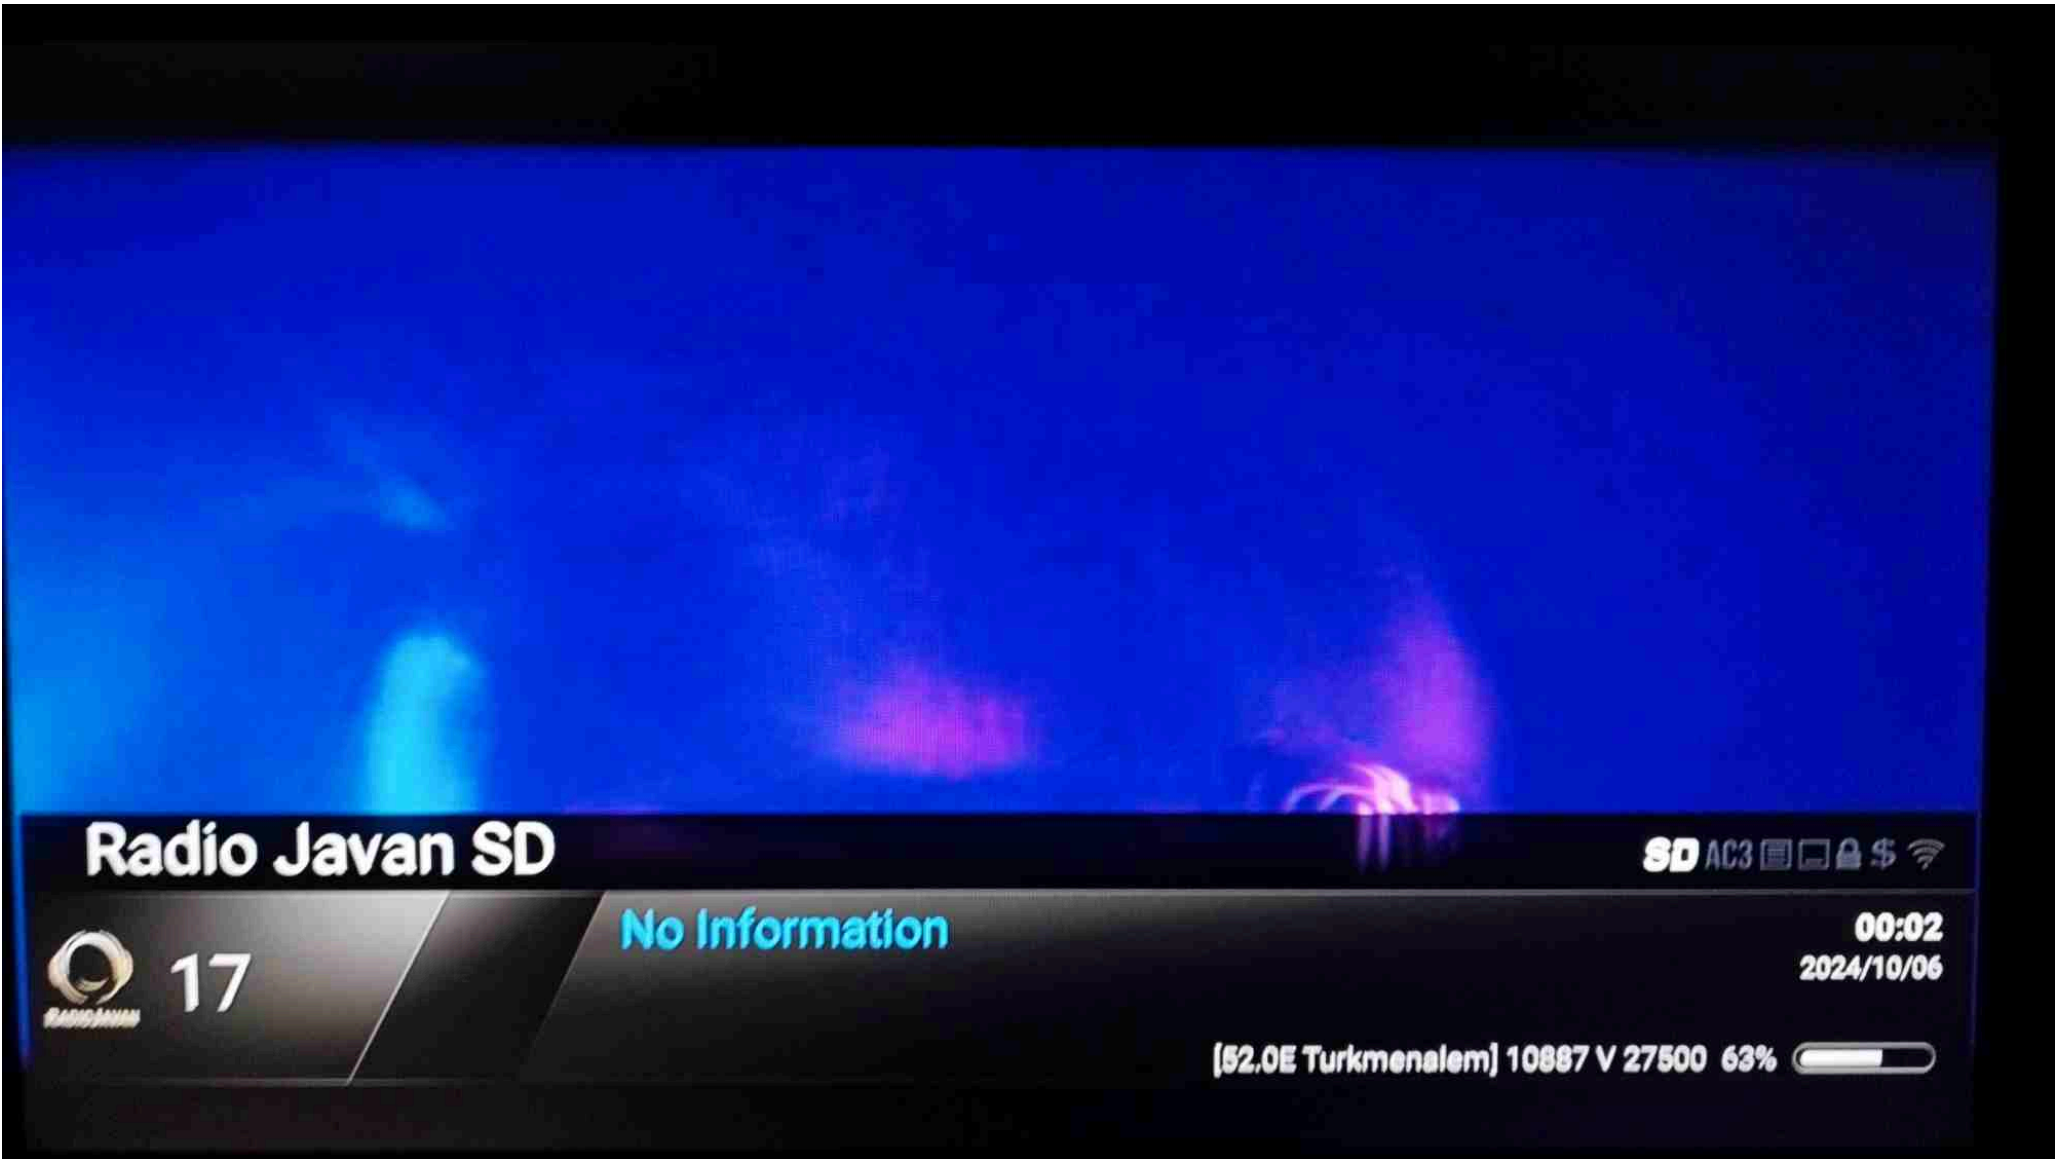 Radio Javan SD
SD AC3 $
17
RADIOJAVAN
No Information
00:02
2024/10/06
[52.0E Turkmenalem] 10887 V 27500 63%